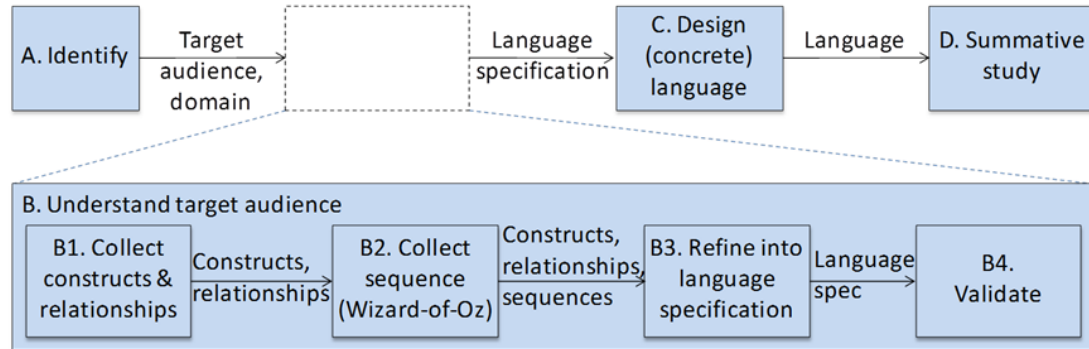 A. Identify
Target
audience,
domain
Language
specification
C. Design
(concrete)
language
Language
D. Summative
study
B. Understand target audience
B1. Collect
constructs &
relationships
Constructs,
relationships
B2. Collect
sequence
(Wizard-of-Oz)
Constructs,
relationships,
sequences
B3. Refine into
language
specification
Language
spec
B4.
Validate